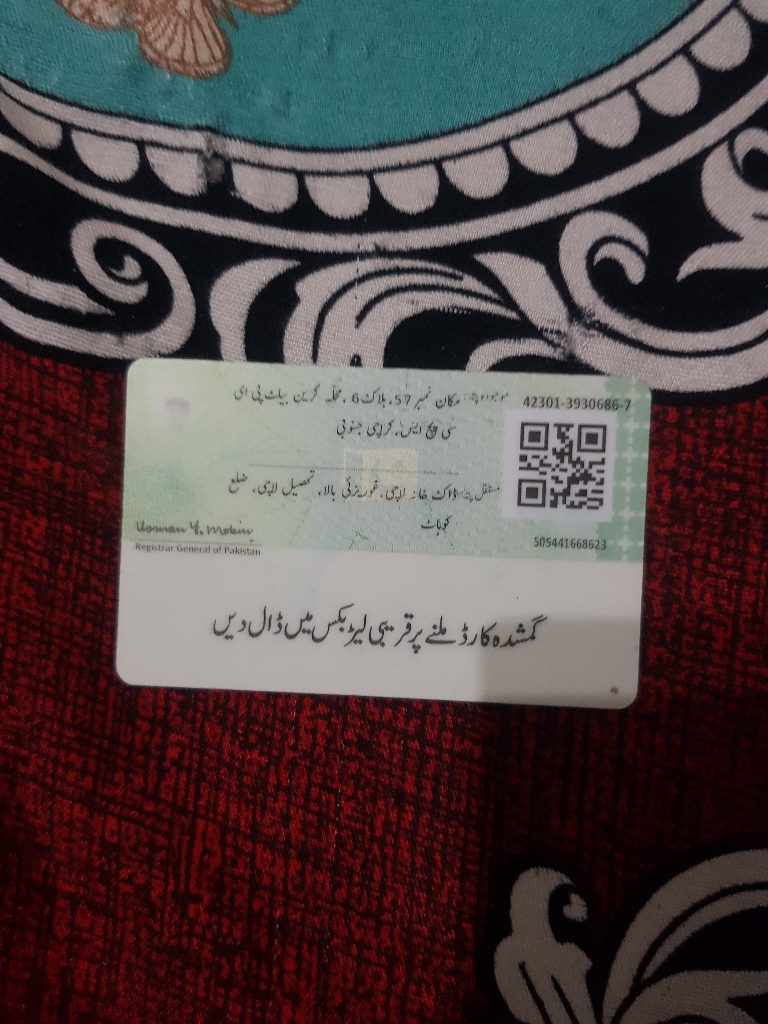 42301-3930686-7
موجودہ پتہ: مکان نمبر 57، بلاک 6، محلہ گرین بیلٹ پی ای
سی ایچ ایس، کراچی جنوبی
مستقل پتہ: ڈاک خانہ لاچی، غورزئی بالا، تحصیل لاچی، ضلع
کوہاٹ
505441668623
Registrar General of Pakistan
گمشدہ کارڈ ملنے پر قریبی لیٹر بکس میں ڈال دیں